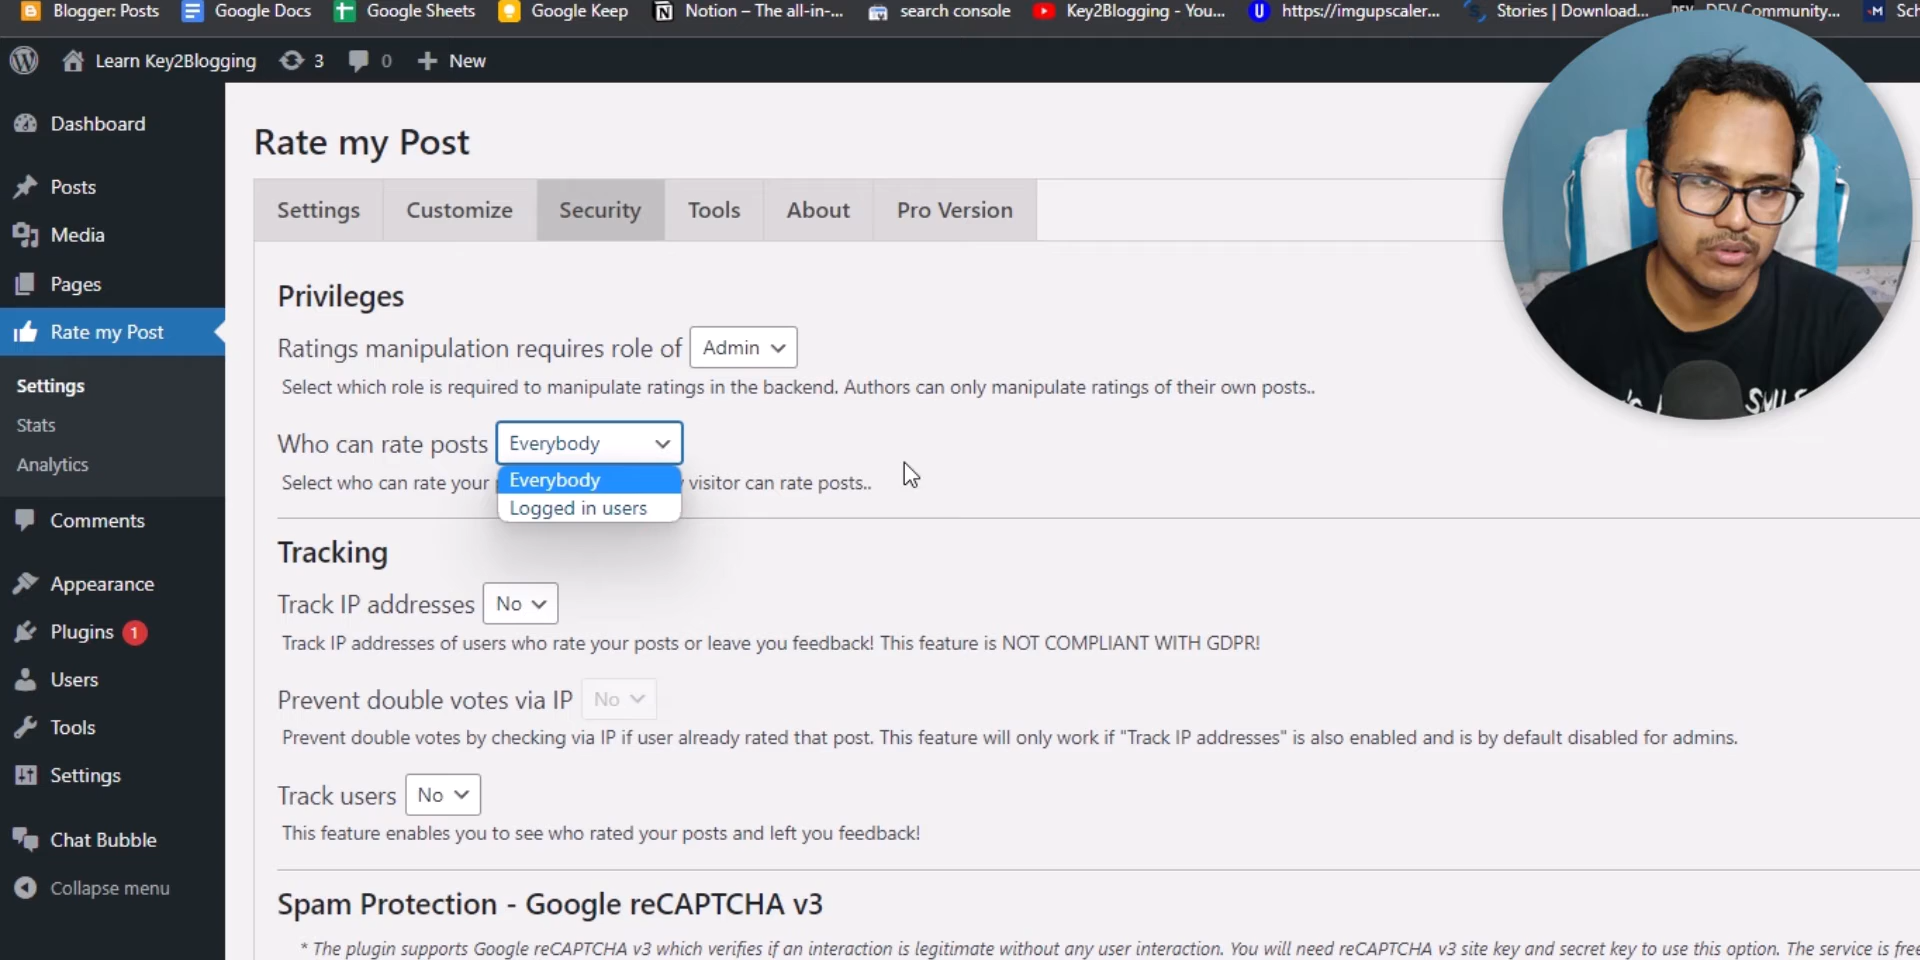 Blogger: Posts Google Docs Google Sheets Google Keep Notion – The all-in-... search console Key2Blogging - You... https://imgupscaler... Stories | Download... DEV Community... Sch
Learn Key2Blogging 3 0 New
Dashboard
Posts
Media
Pages
Rate my Post
Settings
Stats
Analytics
Comments
Appearance
Plugins 1
Users
Tools
Settings
Chat Bubble
Collapse menu
Rate my Post
Settings Customize Security Tools About Pro Version
Privileges
Ratings manipulation requires role of Admin
Select which role is required to manipulate ratings in the backend. Authors can only manipulate ratings of their own posts..
Who can rate posts Everybody
Everybody
Logged in users
Select who can rate your visitor can rate posts..
Tracking
Track IP addresses No
Track IP addresses of users who rate your posts or leave you feedback! This feature is NOT COMPLIANT WITH GDPR!
Prevent double votes via IP No
Prevent double votes by checking via IP if user already rated that post. This feature will only work if "Track IP addresses" is also enabled and is by default disabled for admins.
Track users No
This feature enables you to see who rated your posts and left you feedback!
Spam Protection - Google reCAPTCHA v3
* The plugin supports Google reCAPTCHA v3 which verifies if an interaction is legitimate without any user interaction. You will need reCAPTCHA v3 site key and secret key to use this option. The service is free